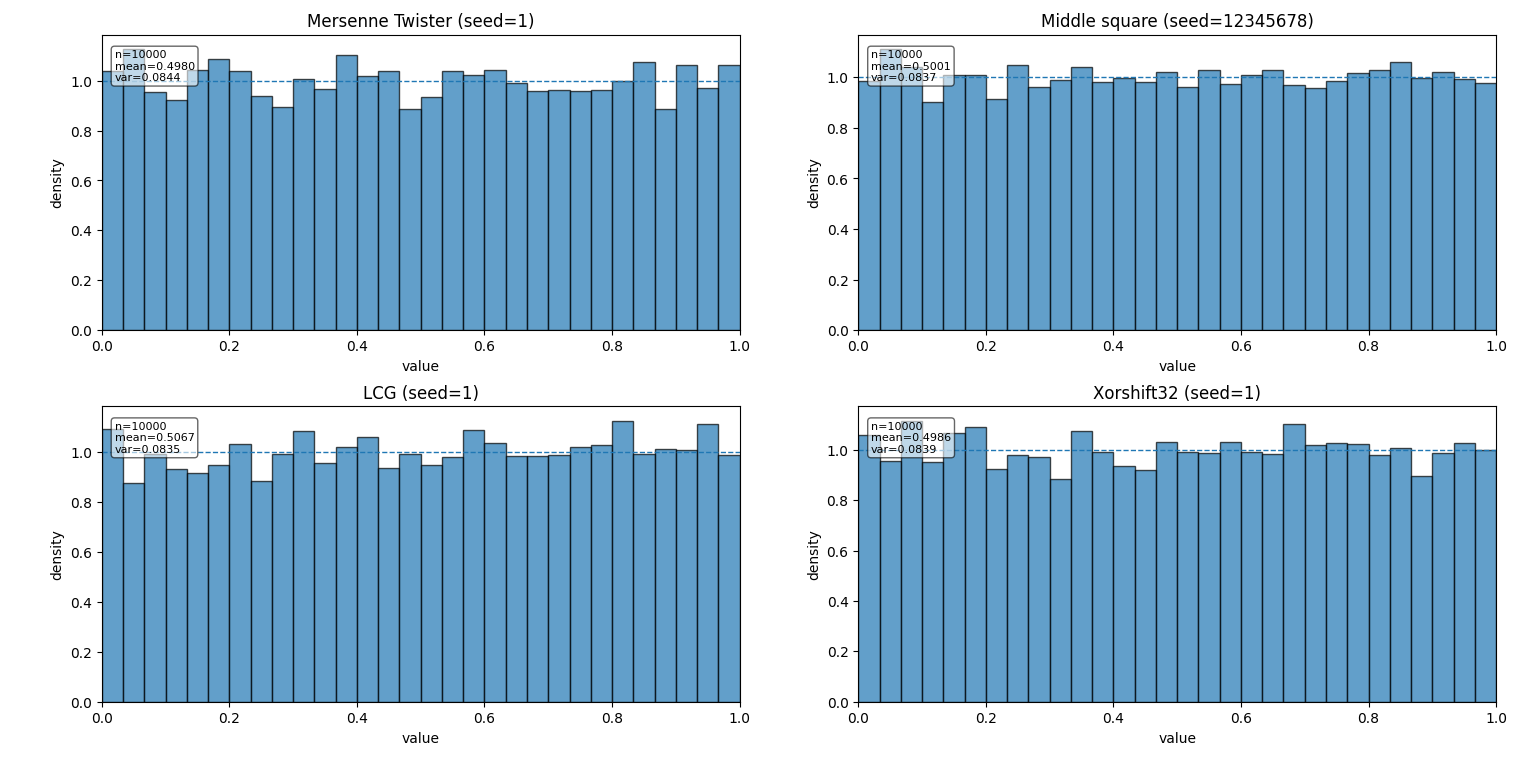 Mersenne Twister (seed=1)
n=10000
mean=0.4980
var=0.0844
density
1.0
0.8
0.6
0.4
0.2
0.0
0.0 0.2 0.4 0.6 0.8 1.0
value
Middle square (seed=12345678)
n=10000
mean=0.5001
var=0.0837
density
1.0
0.8
0.6
0.4
0.2
0.0
0.0 0.2 0.4 0.6 0.8 1.0
value
LCG (seed=1)
n=10000
mean=0.5067
var=0.0835
density
1.0
0.8
0.6
0.4
0.2
0.0
0.0 0.2 0.4 0.6 0.8 1.0
value
Xorshift32 (seed=1)
n=10000
mean=0.4986
var=0.0839
density
1.0
0.8
0.6
0.4
0.2
0.0
0.0 0.2 0.4 0.6 0.8 1.0
value